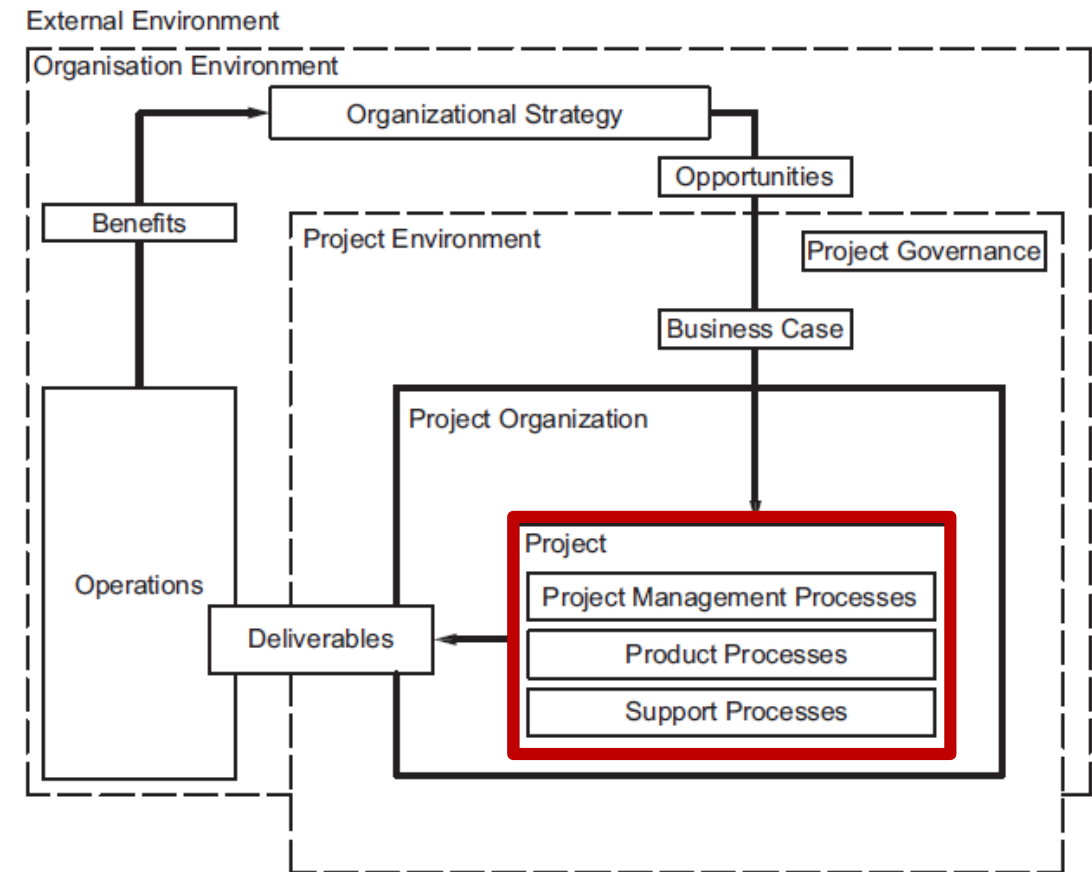 External Environment
Organisation Environment
Organizational Strategy
Opportunities
Benefits
Project Environment
Project Governance
Business Case
Project Organization
Project
Operations
Project Management Processes
Deliverables
Product Processes
Support Processes